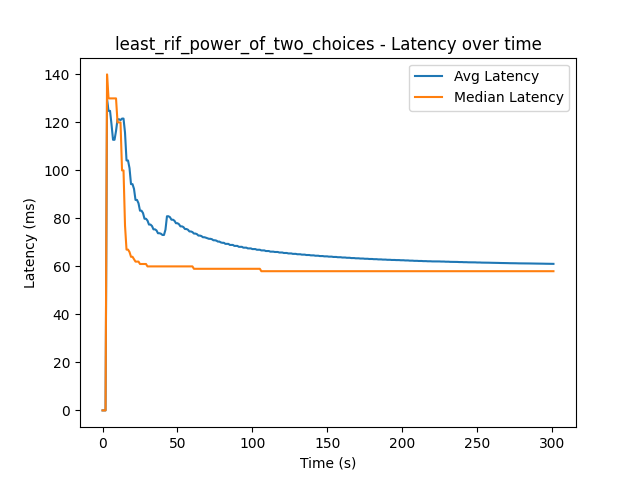 least_rif_power_of_two_choices - Latency over time
Avg Latency
Median Latency
Latency (ms)
140
120
100
80
60
40
20
0
0 50 100 150 200 250 300
Time (s)